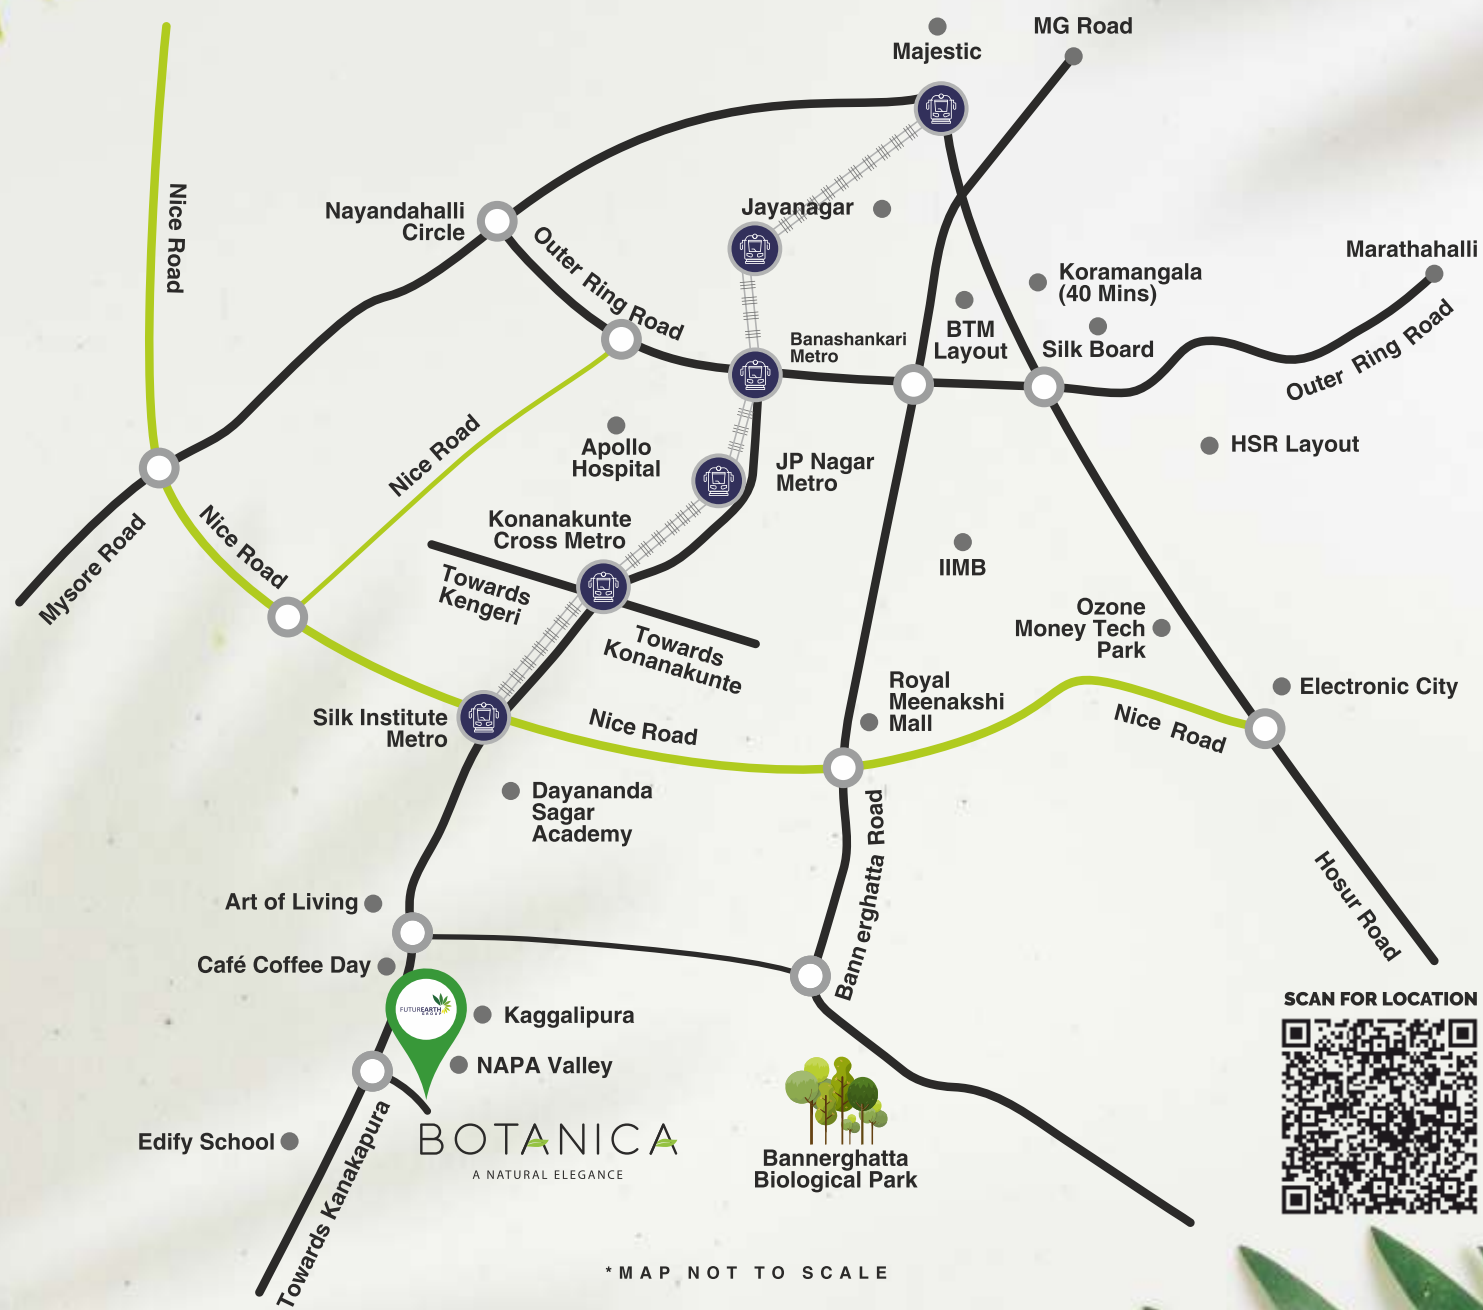 MG Road
Majestic
Nice Road
Nayandahalli
Circle
Jayanagar
Outer Ring Road
Marathahalli
Koramangala
(40 Mins)
BTM
Layout
Silk Board
Banashankari
Metro
Outer Ring Road
Nice Road
Apollo
Hospital
JP Nagar
Metro
HSR Layout
Konanakunte
Cross Metro
Mysore Road
Nice Road
Towards
Kengeri
Towards
Konanakunte
IIMB
Ozone
Money Tech
Park
Royal
Meenakshi
Mall
Electronic City
Nice Road
Silk Institute
Metro
Nice Road
Dayananda
Sagar
Academy
Bannerghatta Road
Hosur Road
Art of Living
Café Coffee Day
FUTUREARTH
GROUP
Kaggalipura
NAPA Valley
SCAN FOR LOCATION
Edify School
Towards Kanakapura
BOTANICA
A NATURAL ELEGANCE
Bannerghatta
Biological Park
*MAP NOT TO SCALE